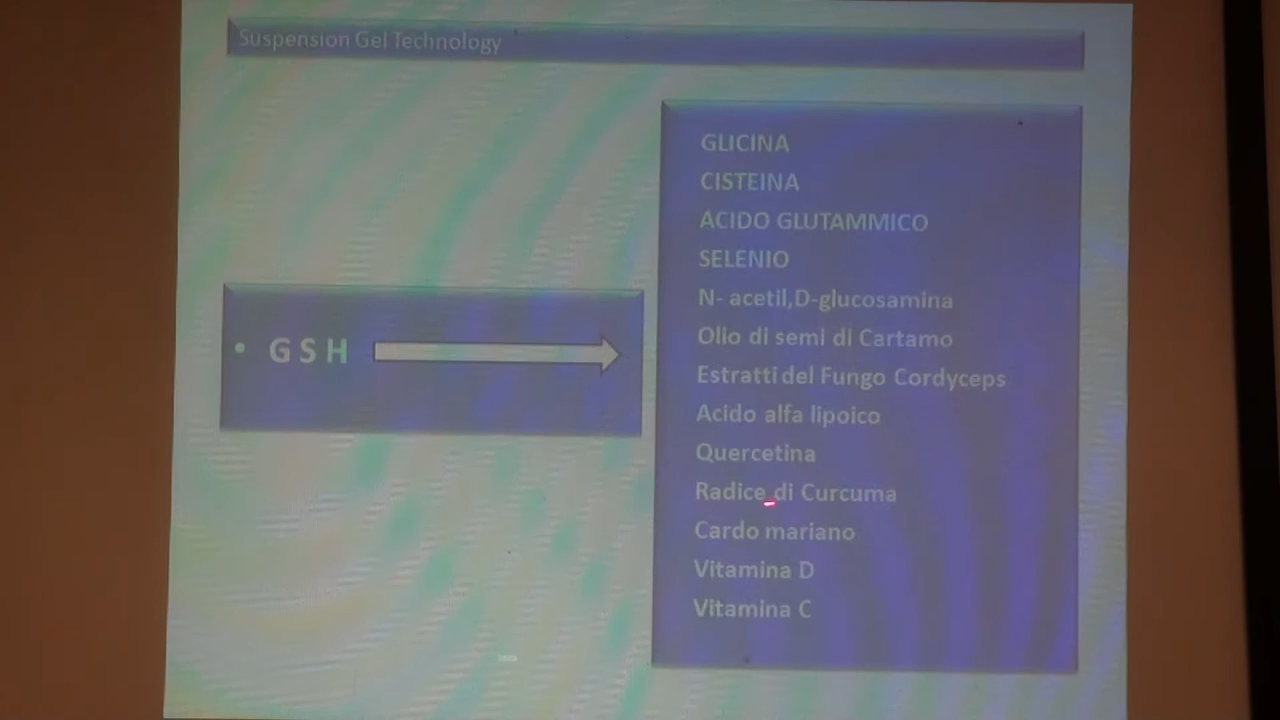 Suspension Gel Technology
• G S H
GLICINA
CISTEINA
ACIDO GLUTAMMICO
SELENIO
N- acetil,D-glucosamina
Olio di semi di Cartamo
Estratti del Fungo Cordyceps
Acido alfa lipoico
Quercetina
Radice di Curcuma
Cardo mariano
Vitamina D
Vitamina C